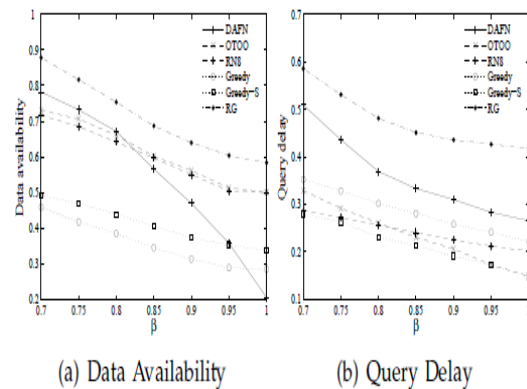 1
0.9
0.8
0.7
0.6
0.5
0.4
0.3
0.2
Data availability
0.7 0.75 0.8 0.85 0.9 0.95 1
β
DAFN
OTOO
RN8
Greedy
Greedy-S
RG
(a) Data Availability
0.7
0.6
0.5
0.4
0.3
0.2
0.1
Query delay
0.7 0.75 0.8 0.85 0.9 0.95 1
β
DAFN
OTOO
RN8
Greedy
Greedy-S
RG
(b) Query Delay